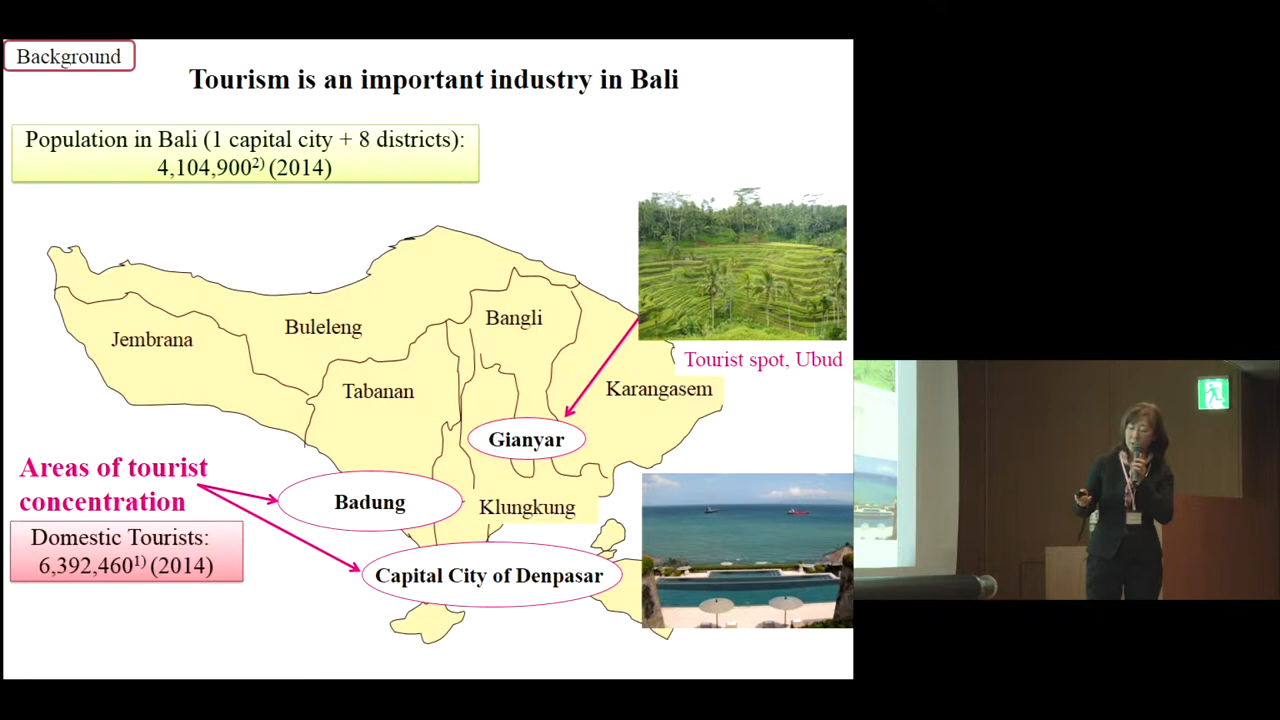 Background
Tourism is an important industry in Bali
Population in Bali (1 capital city + 8 districts):
4,104,900²⁾ (2014)
Jembrana
Buleleng
Bangli
Tourist spot, Ubud
Tabanan
Karangasem
Gianyar
Areas of tourist
concentration
Badung
Klungkung
Domestic Tourists:
6,392,460¹⁾ (2014)
Capital City of Denpasar